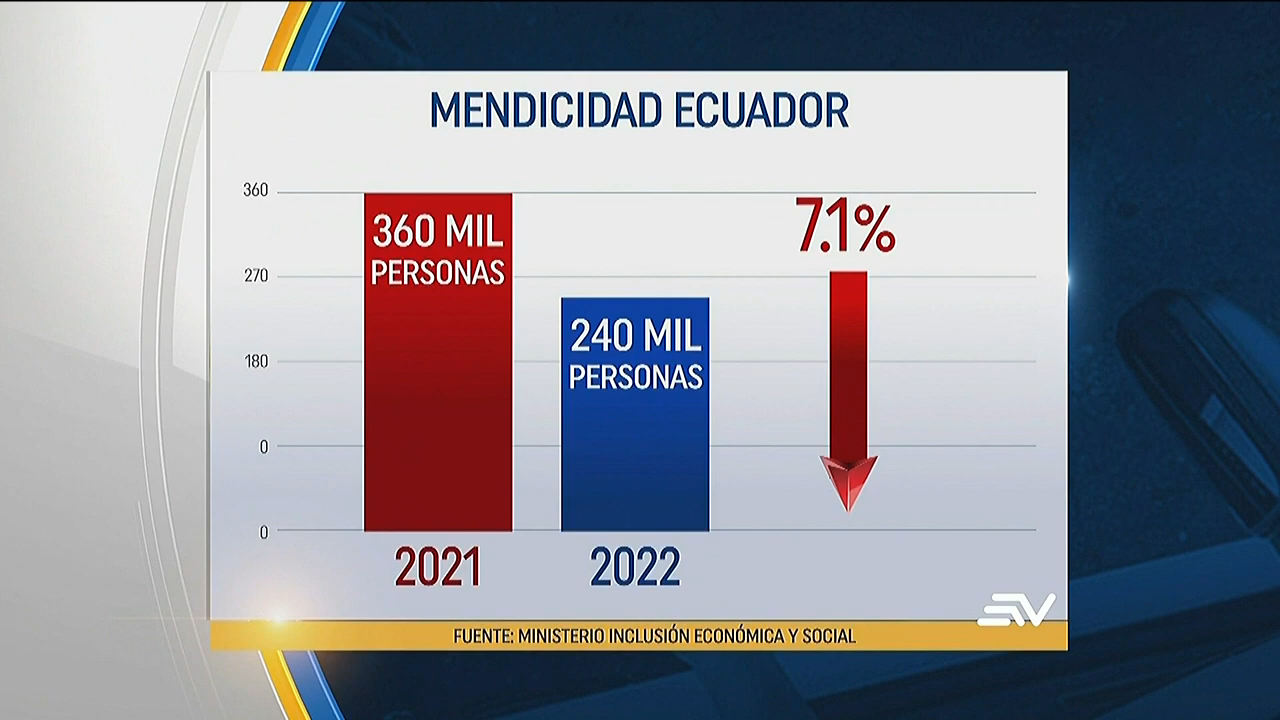 MENDICIDAD ECUADOR
360
270
180
0
0
360 MIL
PERSONAS
240 MIL
PERSONAS
7.1%
2021
2022
FUENTE: MINISTERIO INCLUSIÓN ECONÓMICA Y SOCIAL